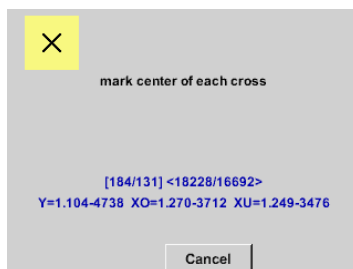 mark center of each cross
[184/131] <18228/16692>
Y=1.104-4738 XO=1.270-3712 XU=1.249-3476
Cancel